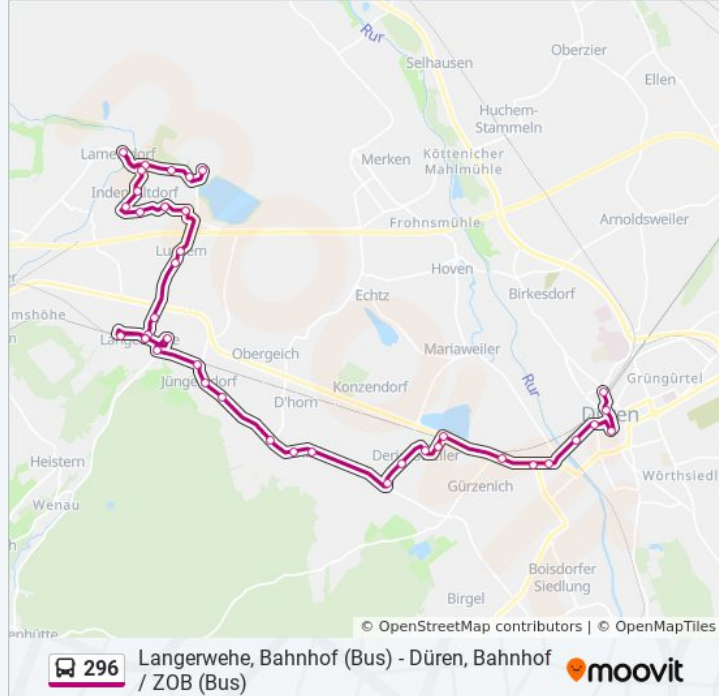 Rur
Oberzier
Selhausen
Ellen
Huchem-
Stammeln
Merken
Köttenicher
Mahlmühle
Arnoldsweiler
Frohnsmühle
Hoven
Birkesdorf
Echtz
Mariaweiler
Obergeich
Konzendorf
Rur
Grüngürtel
D'horn
Heistern
Gürzenich
Wenau
Boisdorfer
Siedlung
Birgel
© OpenStreetMap contributors | © OpenMapTiles
296
Langerwehe, Bahnhof (Bus) - Düren, Bahnhof
/ ZOB (Bus)
moovit